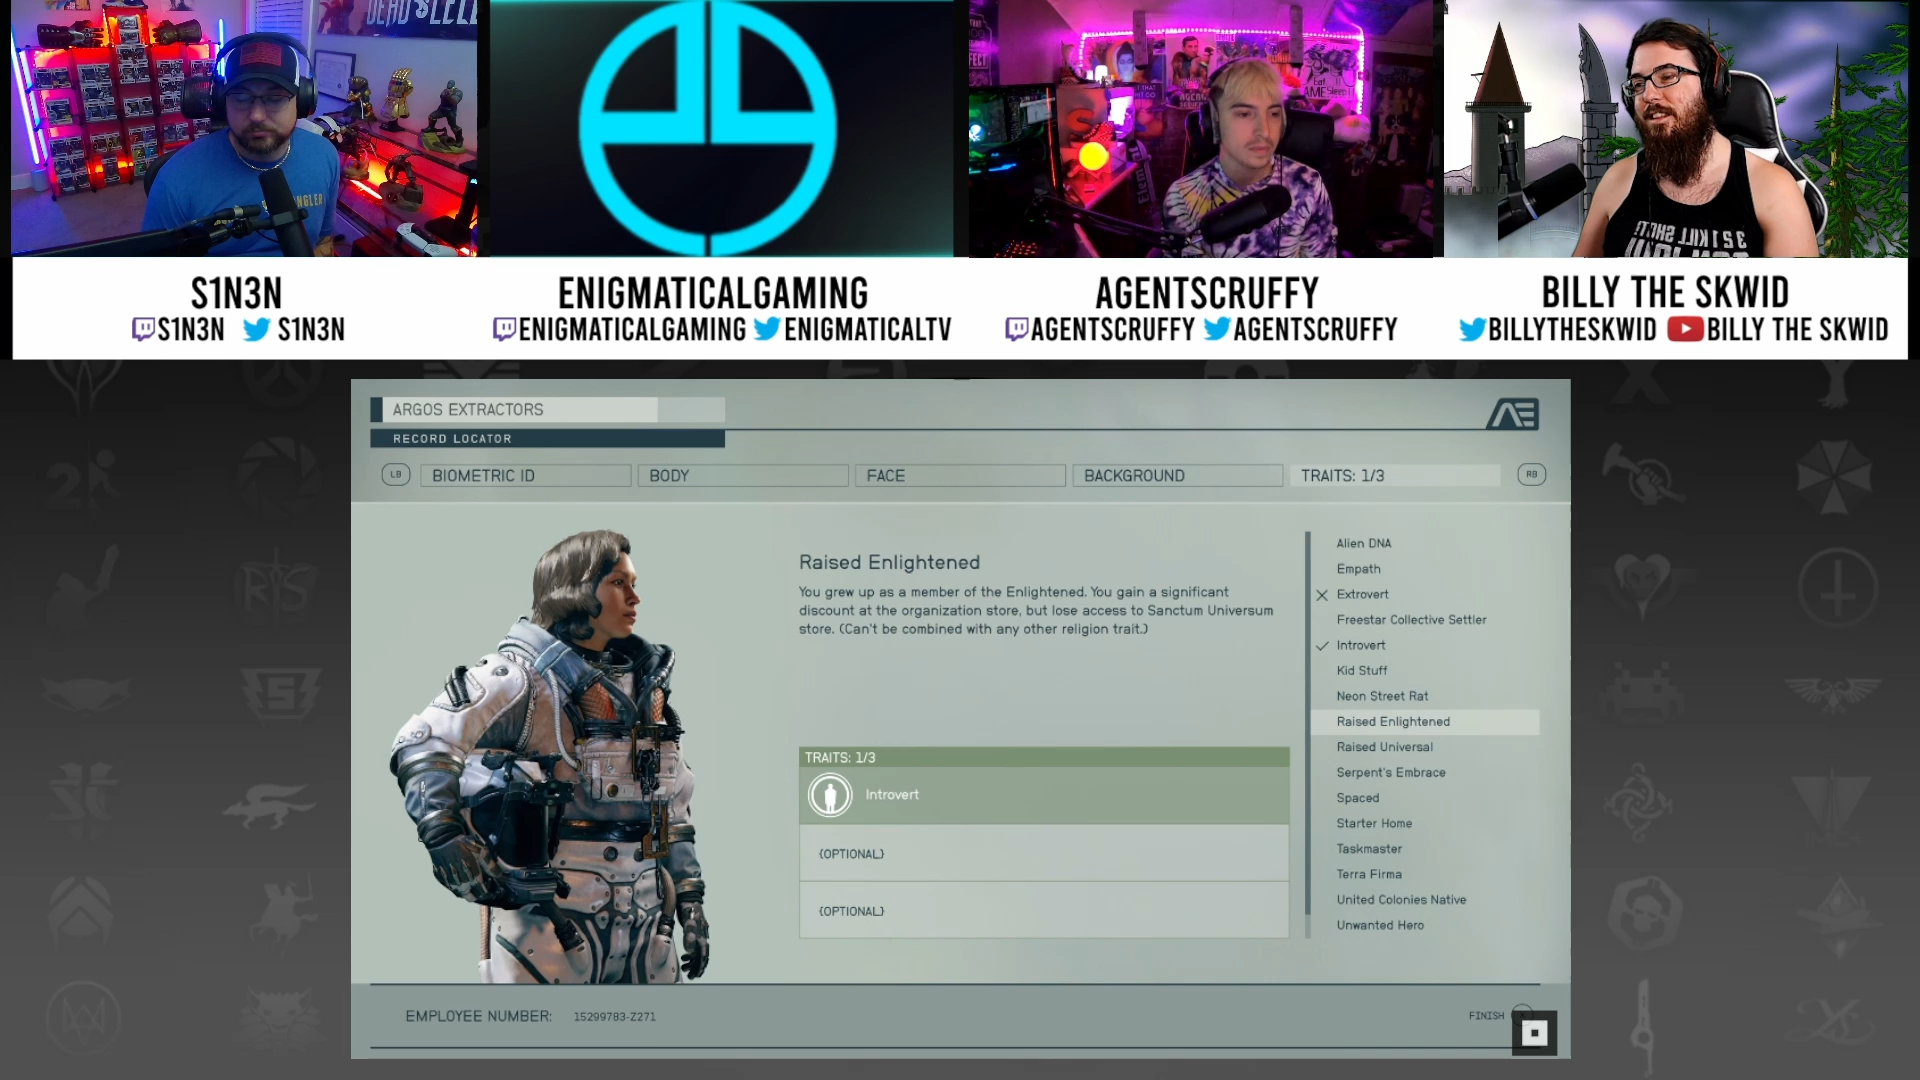 S1N3N
S1N3N S1N3N
ENIGMATICALGAMING
ENIGMATICALGAMING ENIGMATICALTV
AGENTSCRUFFY
AGENTSCRUFFY AGENTSCRUFFY
BILLY THE SKWID
BILLYTHESKWID BILLY THE SKWID
ARGOS EXTRACTORS
AE
RECORD LOCATOR
LB BIOMETRIC ID BODY FACE BACKGROUND TRAITS: 1/3 RB
Raised Enlightened
You grew up as a member of the Enlightened. You gain a significant
discount at the organization store, but lose access to Sanctum Universum
store. (Can't be combined with any other religion trait.)
TRAITS: 1/3
Introvert
{OPTIONAL}
{OPTIONAL}
Alien DNA
Empath
Extrovert
Freestar Collective Settler
Introvert
Kid Stuff
Neon Street Rat
Raised Enlightened
Raised Universal
Serpent's Embrace
Spaced
Starter Home
Taskmaster
Terra Firma
United Colonies Native
Unwanted Hero
EMPLOYEE NUMBER: 15299783-Z271
FINISH